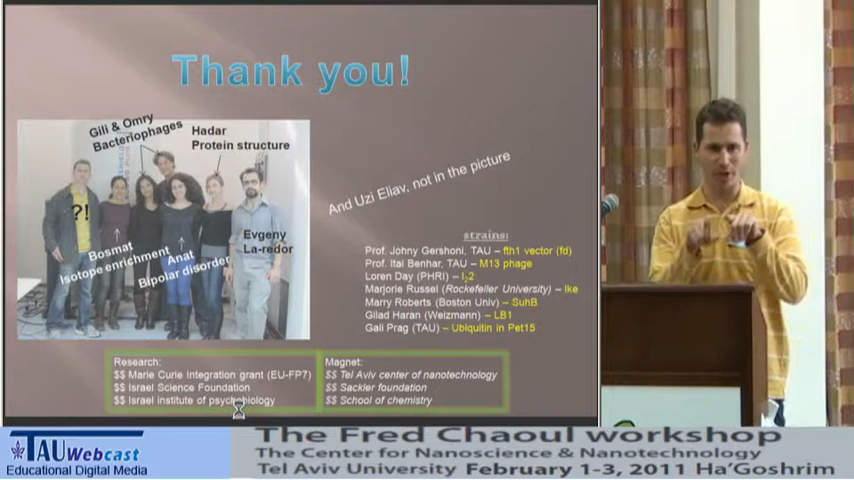 Thank you!
Gili & Omry
Bacteriophages
Hadar
Protein structure
?!
Bosmat
Isotope enrichment
Anat
Bipolar disorder
Evgeny
La-redor
And Uzi Eliav, not in the picture
strains:
Prof. Johny Gershoni, TAU – fth1 vector (fd)
Prof. Itai Benhar, TAU – M13 phage
Loren Day (PHRI) – I₂2
Marjorie Russel (Rockefeller University) – Ike
Marry Roberts (Boston Univ) – SuhB
Gilad Haran (Weizmann) – LB1
Gali Prag (TAU) – Ubiquitin in Pet15
Research:
$$ Marie Curie Integration grant (EU-FP7)
$$ Israel Science Foundation
$$ Israel institute of psychobiology
Magnet:
$$ Tel Aviv center of nanotechnology
$$ Sackler foundation
$$ School of chemistry
TAU Webcast
Educational Digital Media
The Fred Chaoul workshop
The Center for Nanoscience & Nanotechnology
Tel Aviv University February 1-3, 2011 Ha'Goshrim